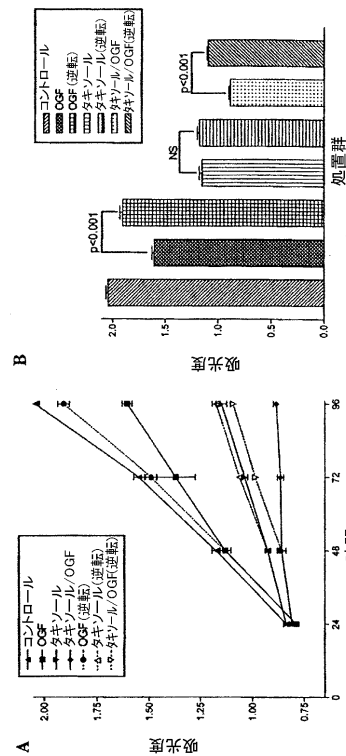 A
コントロール
OGF
タキソール
タキソール/OGF
OGF(逆転)
タキソール(逆転)
タキソール/OGF(逆転)
吸光度
2.00
1.75
1.50
1.25
1.00
0.75
24
48
72
96
B
コントロール
OGF
OGF(逆転)
タキソール
タキソール(逆転)
タキソール/OGF
タキソール/OGF(逆転)
吸光度
2.0
1.5
1.0
0.5
0.0
p<0.001
NS
p<0.001
処置群